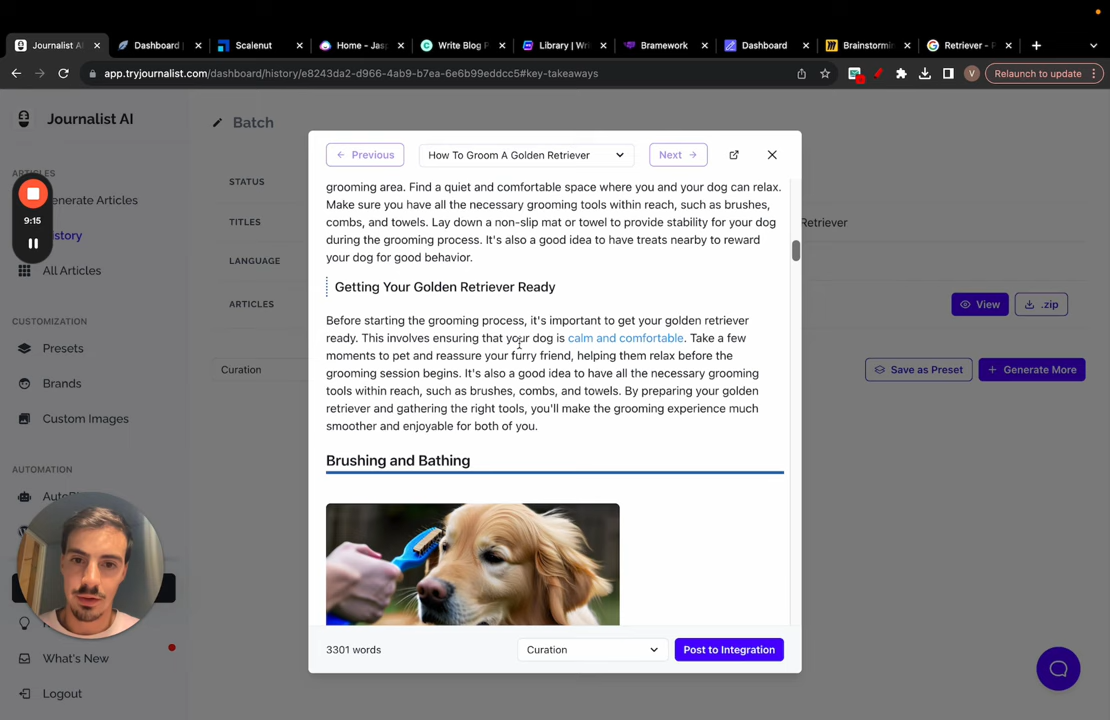 Journalist AI
Dashboard
Scalenut
Home - Jas
Write Blog P
Library | Wri
Bramework
Dashboard
Brainstormin
Retriever - P
app.tryjournalist.com/dashboard/history/e8243da2-d966-4ab9-b7ea-6e6b99eddcc5#key-takeaways
V
Relaunch to update
Journalist AI
ARTICLES
Generate Articles
History
All Articles
CUSTOMIZATION
Presets
Brands
Custom Images
AUTOMATION
What's New
Logout
9:15
Batch
STATUS
TITLES
Retriever
LANGUAGE
ARTICLES
View
.zip
Curation
Save as Preset
Generate More
Previous
How To Groom A Golden Retriever
Next
grooming area. Find a quiet and comfortable space where you and your dog can relax.
Make sure you have all the necessary grooming tools within reach, such as brushes,
combs, and towels. Lay down a non-slip mat or towel to provide stability for your dog
during the grooming process. It's also a good idea to have treats nearby to reward
your dog for good behavior.
Getting Your Golden Retriever Ready
Before starting the grooming process, it's important to get your golden retriever
ready. This involves ensuring that your dog is calm and comfortable. Take a few
moments to pet and reassure your furry friend, helping them relax before the
grooming session begins. It's also a good idea to have all the necessary grooming
tools within reach, such as brushes, combs, and towels. By preparing your golden
retriever and gathering the right tools, you'll make the grooming experience much
smoother and enjoyable for both of you.
Brushing and Bathing
3301 words
Curation
Post to Integration